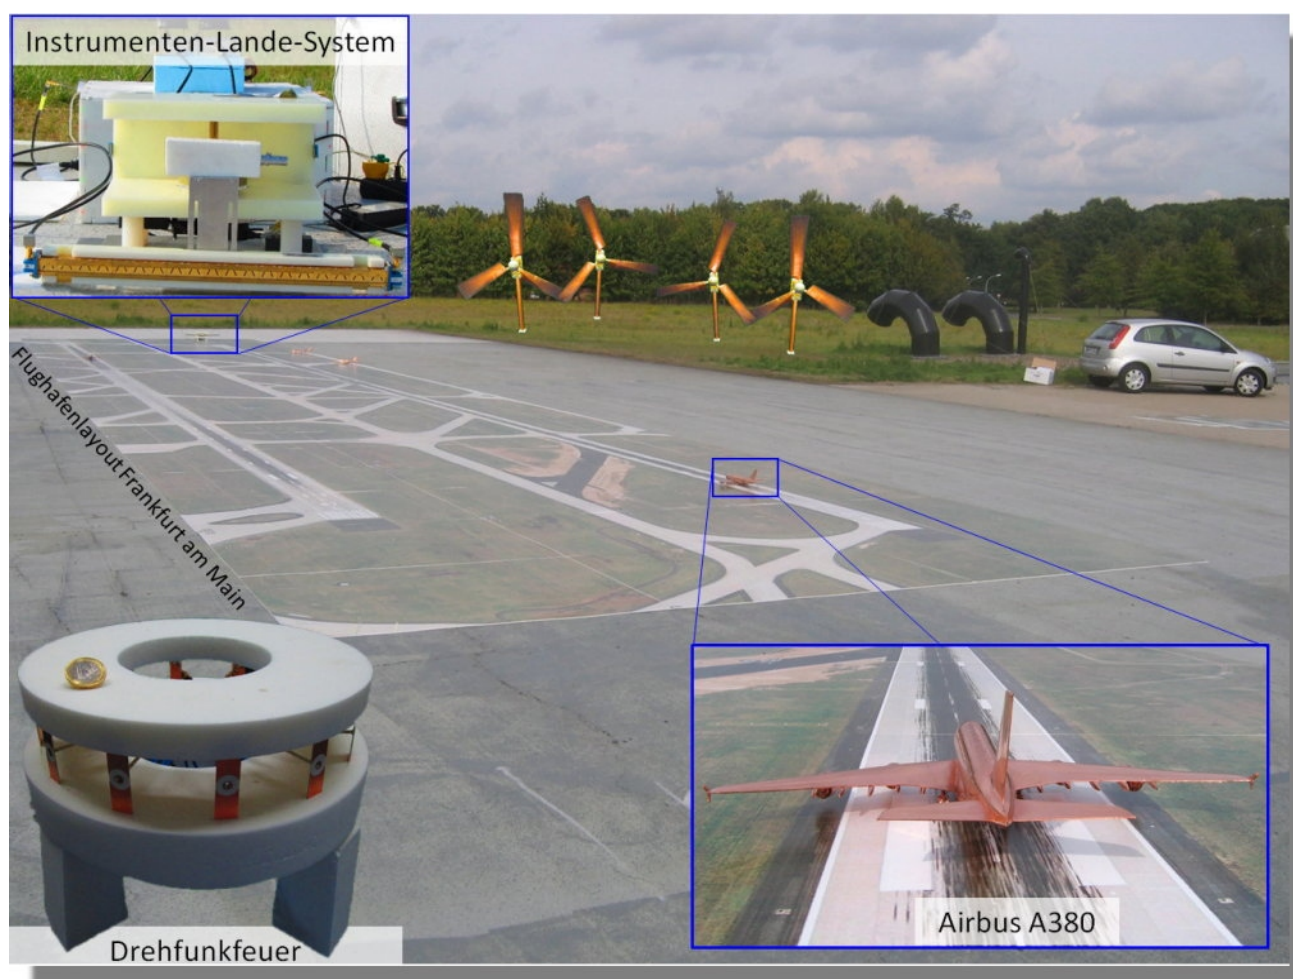 Instrumenten-Lande-System
Flughafenlayout Frankfurt am Main
Airbus A380
Drehfunkfeuer